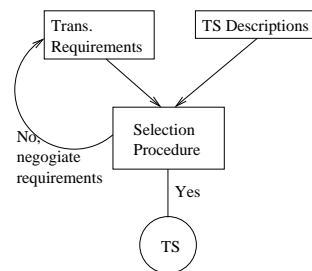 Trans.
Requirements
TS Descriptions
Selection
Procedure
No,
negogiate
requirements
Yes
TS